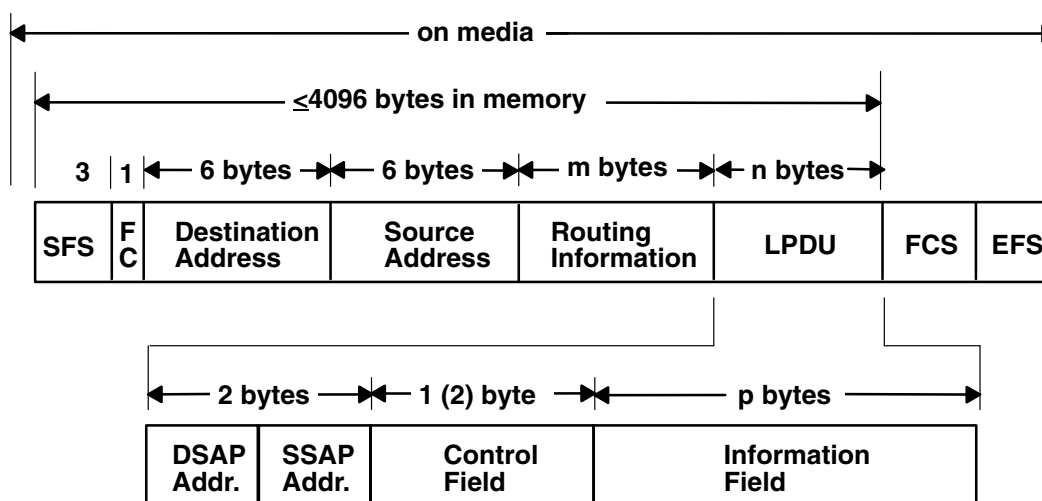 on media
≤4096 bytes in memory
3 1 6 bytes 6 bytes m bytes n bytes
SFS
F
C
Destination
Address
Source
Address
Routing
Information
LPDU
FCS
EFS
2 bytes 1 (2) byte p bytes
DSAP
Addr.
SSAP
Addr.
Control
Field
Information
Field